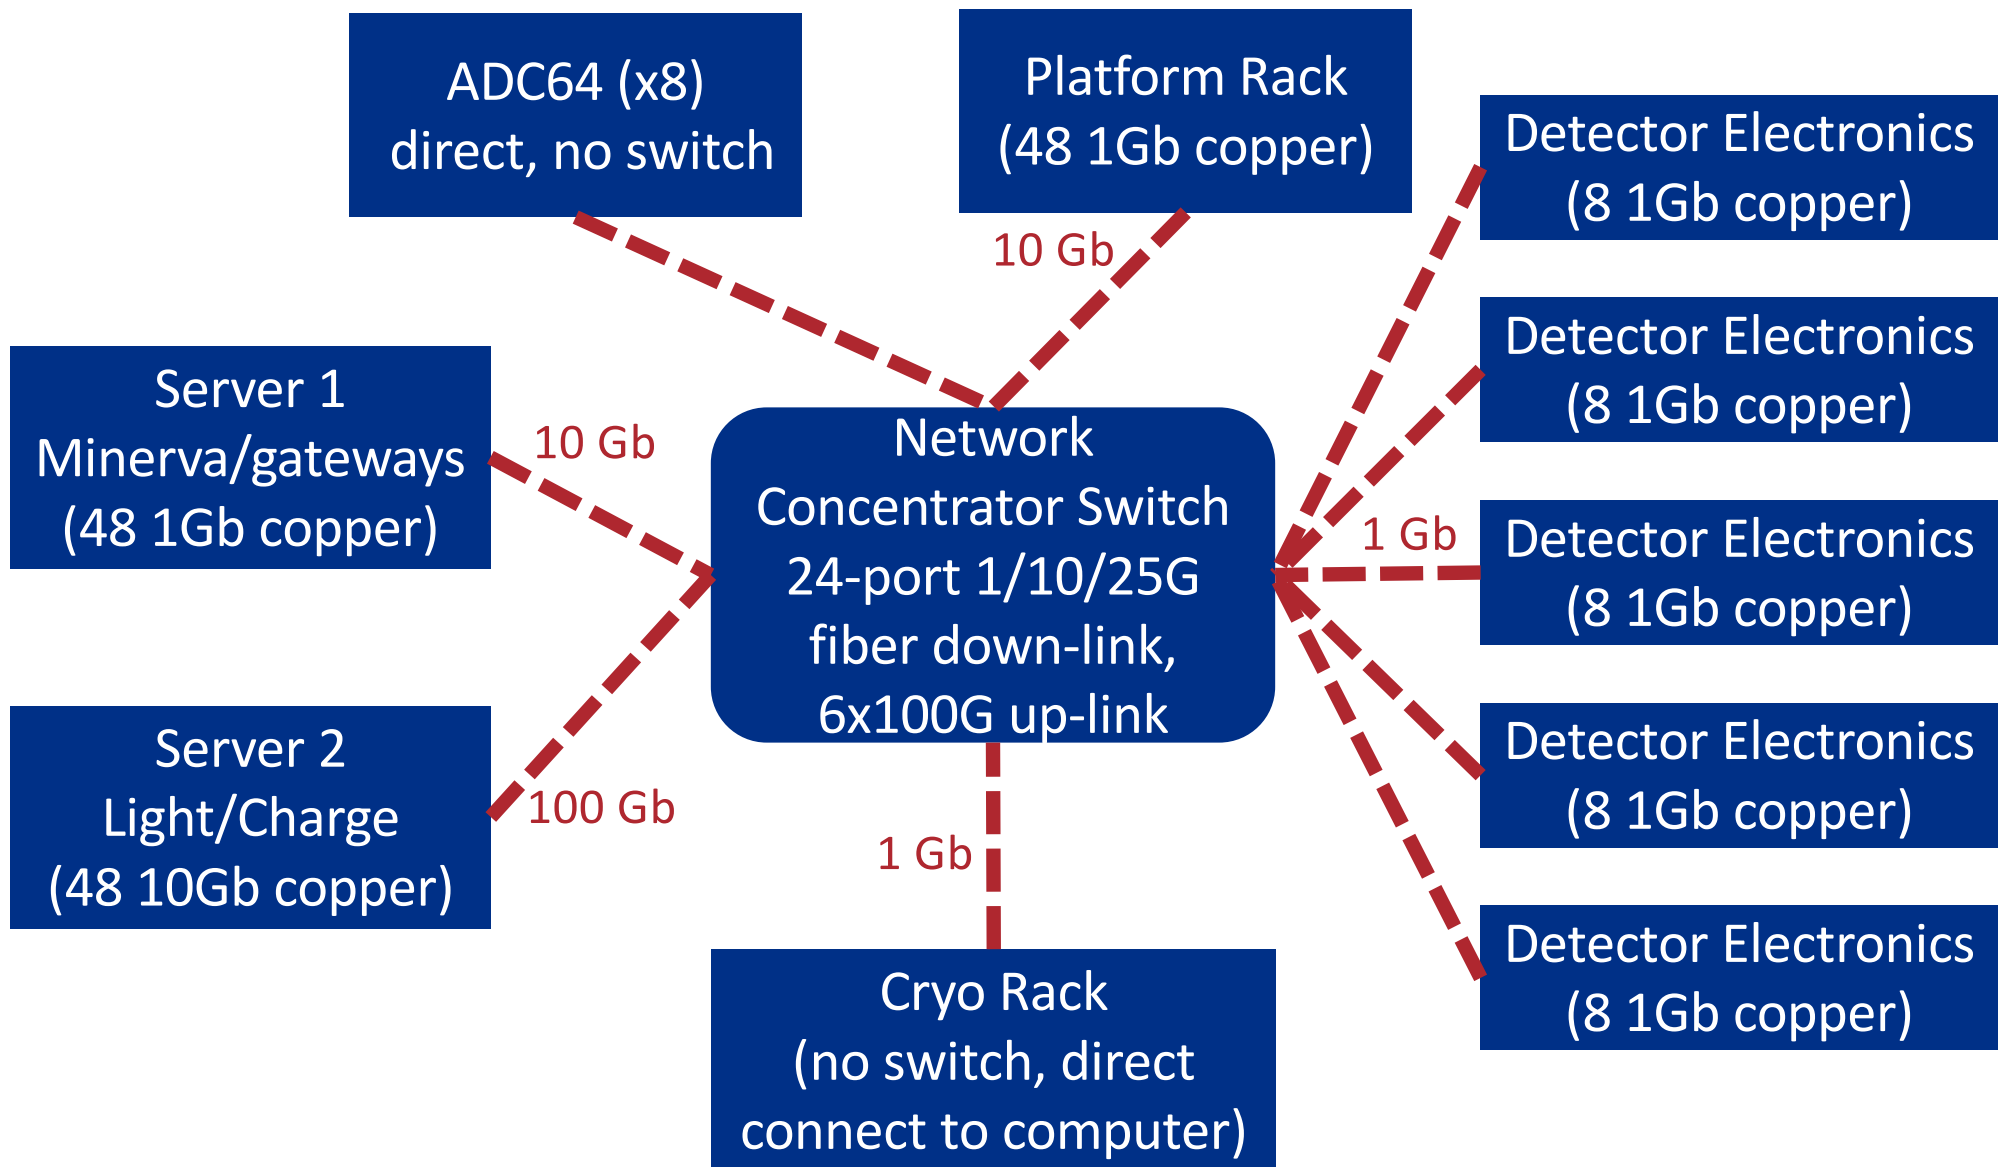 ADC64 (x8)
direct, no switch
Platform Rack
(48 1Gb copper)
10 Gb
Server 1
Minerva/gateways
(48 1Gb copper)
10 Gb
Server 2
Light/Charge
(48 10Gb copper)
100 Gb
Network
Concentrator Switch
24-port 1/10/25G
fiber down-link,
6x100G up-link
1 Gb
Cryo Rack
(no switch, direct
connect to computer)
Detector Electronics
(8 1Gb copper)
Detector Electronics
(8 1Gb copper)
1 Gb
Detector Electronics
(8 1Gb copper)
Detector Electronics
(8 1Gb copper)
Detector Electronics
(8 1Gb copper)